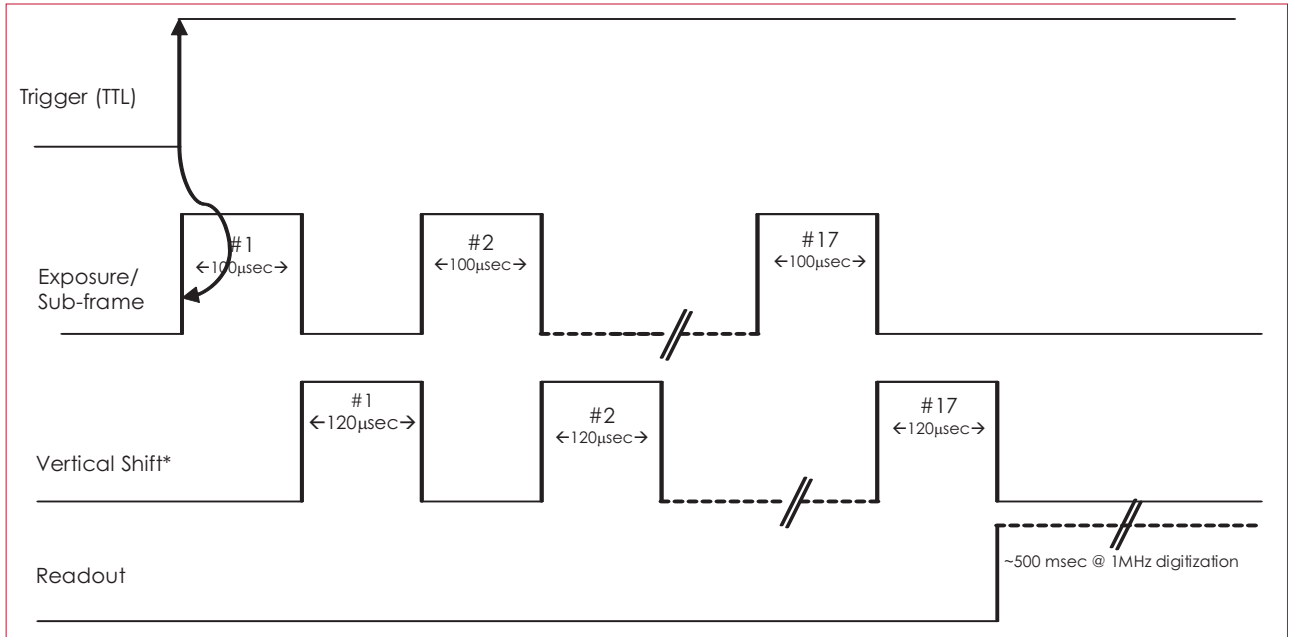 Trigger (TTL)
#1
←100μsec→
#2
←100μsec→
#17
←100μsec→
Exposure/
Sub-frame
#1
←120μsec→
#2
←120μsec→
#17
←120μsec→
Vertical Shift*
Readout
~500 msec @ 1MHz digitization